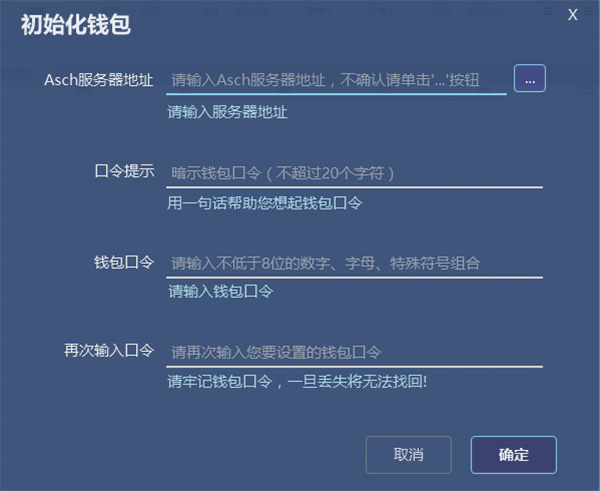 初始化钱包
X
Asch服务器地址
请输入Asch服务器地址，不确认请单击'...'按钮
...
请输入服务器地址
口令提示
暗示钱包口令（不超过20个字符）
用一句话帮助您想起钱包口令
钱包口令
请输入不低于8位的数字、字母、特殊符号组合
请输入钱包口令
再次输入口令
请再次输入您要设置的钱包口令
请牢记钱包口令，一旦丢失将无法找回!
取消
确定